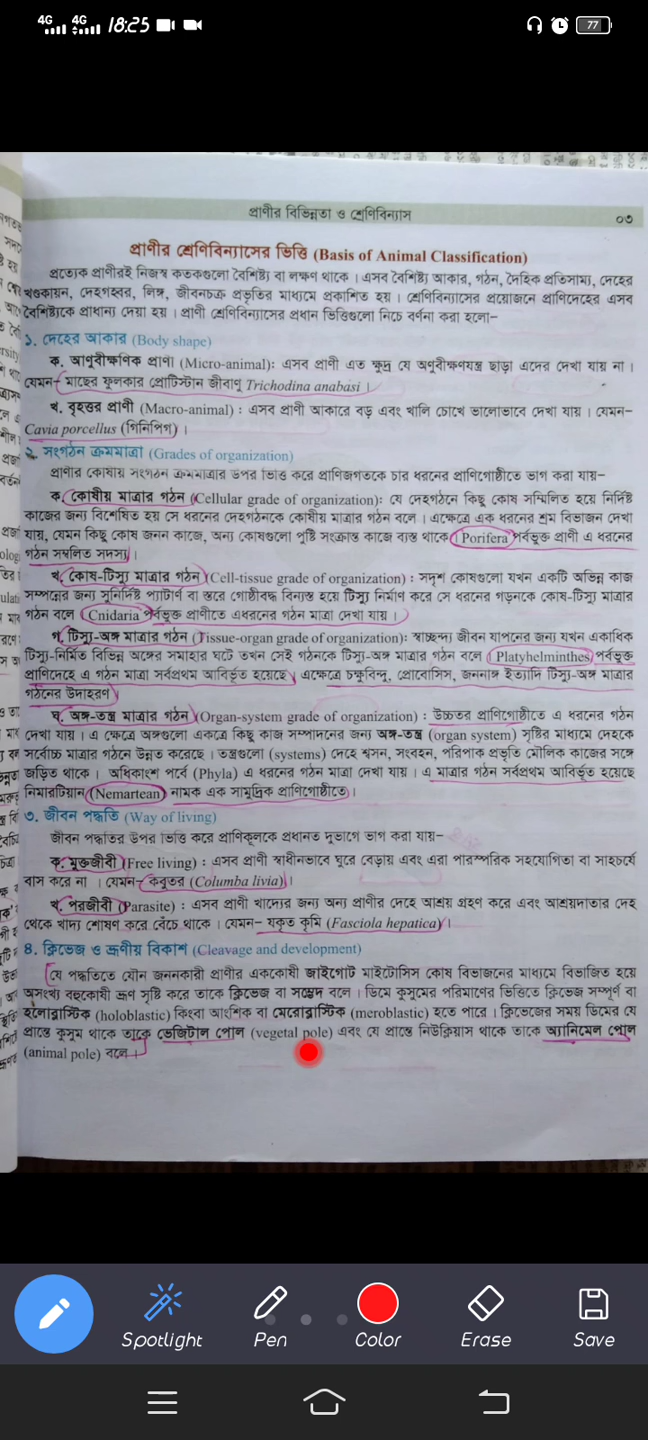 4G 4G 18:25 77
প্রাণীর বিভিন্নতা ও শ্রেণিবিন্যাস ০৩
প্রাণীর শ্রেণিবিন্যাসের ভিত্তি (Basis of Animal Classification)
প্রত্যেক প্রাণীরই নিজস্ব কতকগুলো বৈশিষ্ট্য বা লক্ষণ থাকে। এসব বৈশিষ্ট্য আকার, গঠন, দৈহিক প্রতিসাম্য, দেহের
খণ্ডকায়ন, দেহগহ্বর, লিঙ্গ, জীবনচক্র প্রভৃতির মাধ্যমে প্রকাশিত হয়। শ্রেণিবিন্যাসের প্রয়োজনে প্রাণিদেহের এসব
বৈশিষ্ট্যকে প্রাধান্য দেয়া হয়। প্রাণী শ্রেণিবিন্যাসের প্রধান ভিত্তিগুলো নিচে বর্ণনা করা হলো–
১. দেহের আকার (Body shape)
ক. আণুবীক্ষণিক প্রাণী (Micro-animal): এসব প্রাণী এত ক্ষুদ্র যে অণুবীক্ষণযন্ত্র ছাড়া এদের দেখা যায় না।
যেমন– মাছের ফুলকার প্রোটিস্টান জীবাণু Trichodina anabasi।
খ. বৃহত্তর প্রাণী (Macro-animal) : এসব প্রাণী আকারে বড় এবং খালি চোখে ভালোভাবে দেখা যায়। যেমন–
Cavia porcellus (গিনিপিগ)।
২. সংগঠন ক্রমমাত্রা (Grades of organization)
প্রাণীর কোষীয় সংগঠন ক্রমমাত্রার উপর ভিত্তি করে প্রাণিজগতকে চার ধরনের প্রাণিগোষ্ঠীতে ভাগ করা যায়–
ক. কোষীয় মাত্রার গঠন (Cellular grade of organization): যে দেহগঠনে কিছু কোষ সম্মিলিত হয়ে নির্দিষ্ট
কাজের জন্য বিশেষিত হয় সে ধরনের দেহগঠনকে কোষীয় মাত্রার গঠন বলে। এক্ষেত্রে এক ধরনের শ্রম বিভাজন দেখা
যায়, যেমন কিছু কোষ জনন কাজে, অন্য কোষগুলো পুষ্টি সংক্রান্ত কাজে ব্যস্ত থাকে। Porifera পর্বভুক্ত প্রাণী এ ধরনের
গঠন সম্বলিত সদস্য।
খ. কোষ-টিস্যু মাত্রার গঠন (Cell-tissue grade of organization) : সদৃশ কোষগুলো যখন একটি অভিন্ন কাজ
সম্পন্নের জন্য সুনির্দিষ্ট প্যাটার্ণ বা স্তরে গোষ্ঠীবদ্ধ বিন্যস্ত হয়ে টিস্যু নির্মাণ করে সে ধরনের গড়নকে কোষ-টিস্যু মাত্রার
গঠন বলে। Cnidaria পর্বভুক্ত প্রাণীতে এধরনের গঠন মাত্রা দেখা যায়।
গ. টিস্যু-অঙ্গ মাত্রার গঠন (Tissue-organ grade of organization): স্বাচ্ছন্দ্য জীবন যাপনের জন্য যখন একাধিক
টিস্যু-নির্মিত বিভিন্ন অঙ্গের সমাহার ঘটে তখন সেই গঠনকে টিস্যু-অঙ্গ মাত্রার গঠন বলে। Platyhelminthes পর্বভুক্ত
প্রাণিদেহে এ গঠন মাত্রা সর্বপ্রথম আবির্ভূত হয়েছে। এক্ষেত্রে চক্ষুবিন্দু, প্রোবোসিস, জননাঙ্গ ইত্যাদি টিস্যু-অঙ্গ মাত্রার
গঠনের উদাহরণ।
ঘ. অঙ্গ-তন্ত্র মাত্রার গঠন (Organ-system grade of organization) : উচ্চতর প্রাণিগোষ্ঠীতে এ ধরনের গঠন
দেখা যায়। এ ক্ষেত্রে অঙ্গগুলো একত্রে কিছু কাজ সম্পাদনের জন্য অঙ্গ-তন্ত্র (organ system) সৃষ্টির মাধ্যমে দেহকে
সর্বোচ্চ মাত্রার গঠনে উন্নত করেছে। তন্ত্রগুলো (systems) দেহে শ্বসন, সংবহন, পরিপাক প্রভৃতি মৌলিক কাজের সঙ্গে
জড়িত থাকে। অধিকাংশ পর্বে (Phyla) এ ধরনের গঠন মাত্রা দেখা যায়। এ মাত্রার গঠন সর্বপ্রথম আবির্ভূত হয়েছে
নিমারটিয়ান (Nemartean) নামক এক সামুদ্রিক প্রাণিগোষ্ঠীতে।
৩. জীবন পদ্ধতি (Way of living)
জীবন পদ্ধতির উপর ভিত্তি করে প্রাণিকূলকে প্রধানত দুভাগে ভাগ করা যায়–
ক. মুক্তজীবী (Free living) : এসব প্রাণী স্বাধীনভাবে ঘুরে বেড়ায় এবং এরা পারস্পরিক সহযোগিতা বা সাহচর্যে
বাস করে না। যেমন– কবুতর (Columba livia)।
খ. পরজীবী (Parasite) : এসব প্রাণী খাদ্যের জন্য অন্য প্রাণীর দেহে আশ্রয় গ্রহণ করে এবং আশ্রয়দাতার দেহ
থেকে খাদ্য শোষণ করে বেঁচে থাকে। যেমন– যকৃত কৃমি (Fasciola hepatica)।
৪. ক্লিভেজ ও ভ্রূণীয় বিকাশ (Cleavage and development)
যে পদ্ধতিতে যৌন জননকারী প্রাণীর এককোষী জাইগোট মাইটোসিস কোষ বিভাজনের মাধ্যমে বিভাজিত হয়ে
অসংখ্য বহুকোষী ভ্রূণ সৃষ্টি করে তাকে ক্লিভেজ বা সম্ভেদ বলে। ডিমে কুসুমের পরিমাণের ভিত্তিতে ক্লিভেজ সম্পূর্ণ বা
হলোব্লাস্টিক (holoblastic) কিংবা আংশিক বা মেরোব্লাস্টিক (meroblastic) হতে পারে। ক্লিভেজের সময় ডিমের যে
প্রান্তে কুসুম থাকে তাকে ভেজিটাল পোল (vegetal pole) এবং যে প্রান্তে নিউক্লিয়াস থাকে তাকে অ্যানিমেল পোল
(animal pole) বলে।
Spotlight Pen Color Erase Save